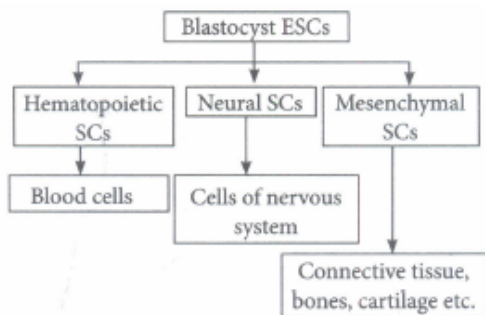 Blastocyst ESCs
Hematopoietic
SCs
Neural SCs
Mesenchymal
SCs
Blood cells
Cells of nervous
system
Connective tissue,
bones, cartilage etc.